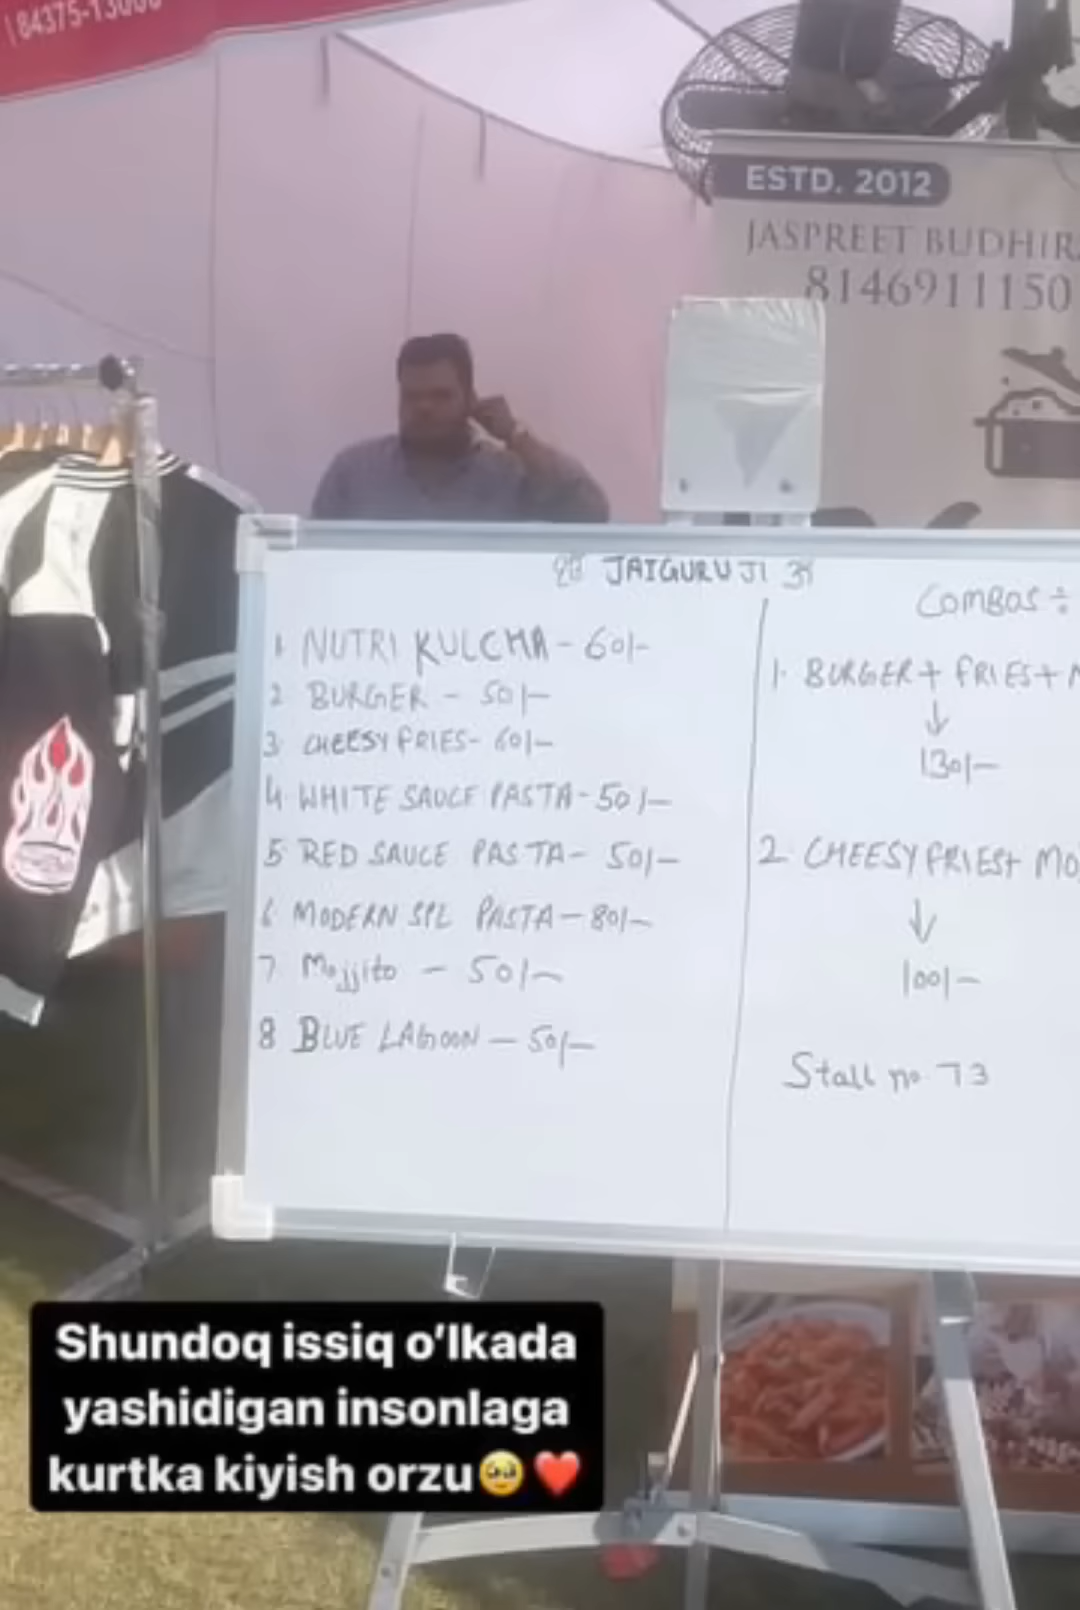 84375-13000
ESTD. 2012
JASPREET BUDHIR
8146911150
ੴ JAIGURUJI ॐ
1 NUTRI KULCHA - 60/-
2 BURGER - 50/-
3 CHEESY FRIES - 60/-
4 WHITE SAUCE PASTA - 50/-
5 RED SAUCE PASTA - 50/-
6 MODERN SPL PASTA - 80/-
7 Mojjito - 50/-
8 BLUE LAGOON - 50/-
COMBOS ÷
1. BURGER + FRIES + M
↓
130/-
2 CHEESY FRIES + MO
↓
100/-
Stall no. 73
Shundoq issiq o'lkada
yashidigan insonlaga
kurtka kiyish orzu🥹❤️